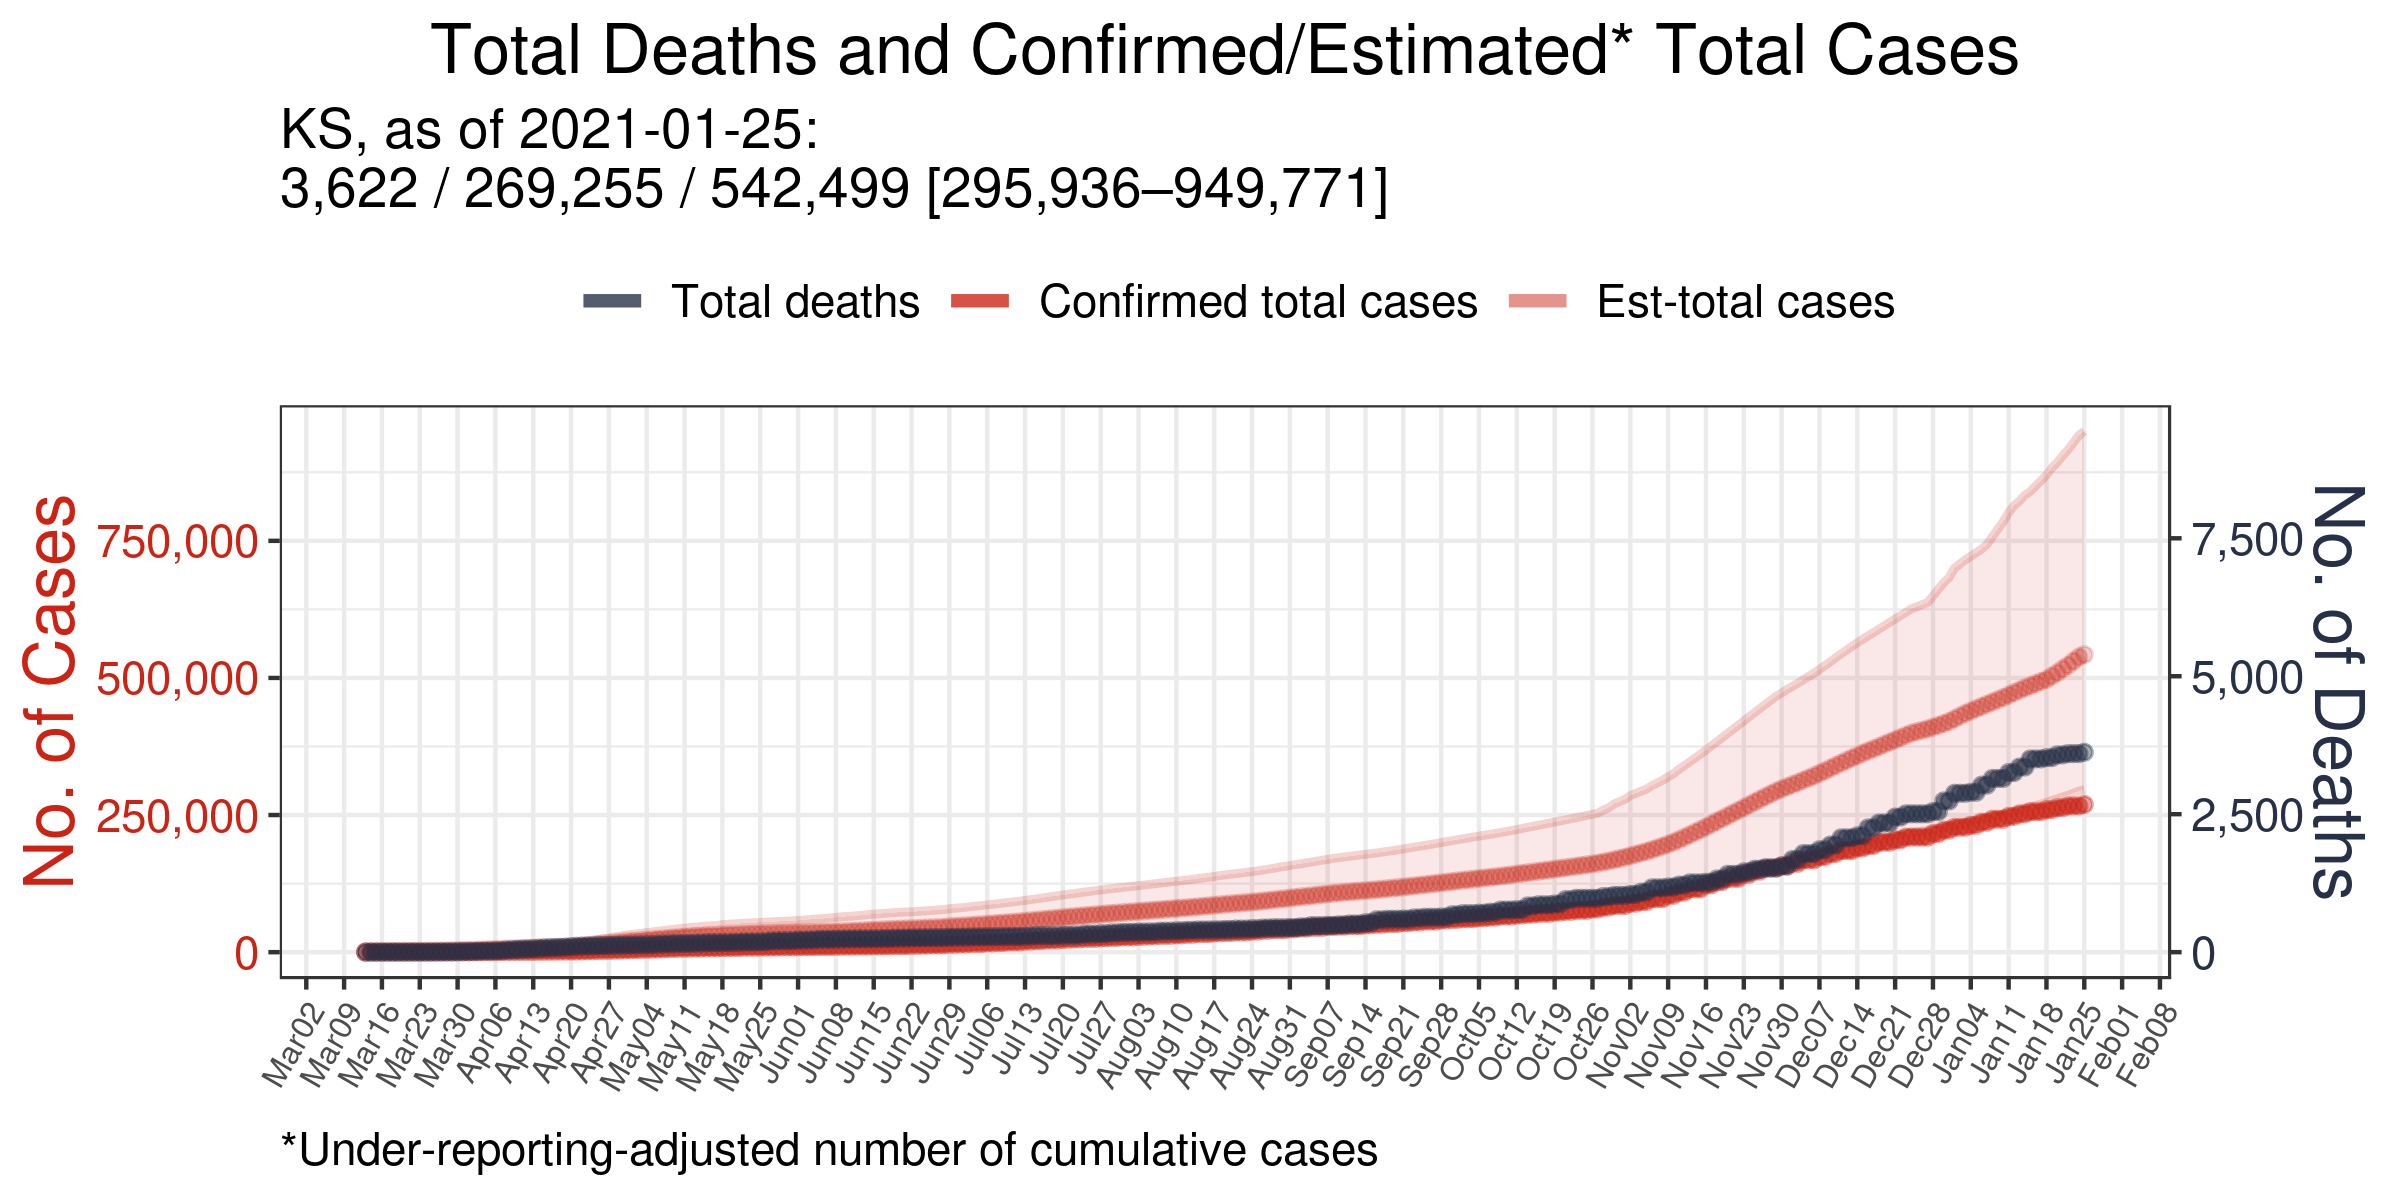 Total Deaths and Confirmed/Estimated* Total Cases
KS, as of 2021-01-25:
3,622 / 269,255 / 542,499 [295,936–949,771]
Total deaths
Confirmed total cases
Est-total cases
No. of Cases
750,000
500,000
250,000
0
7,500
5,000
2,500
0
No. of Deaths
Mar02
Mar09
Mar16
Mar23
Mar30
Apr06
Apr13
Apr20
Apr27
May04
May11
May18
May25
Jun01
Jun08
Jun15
Jun22
Jun29
Jul06
Jul13
Jul20
Jul27
Aug03
Aug10
Aug17
Aug24
Aug31
Sep07
Sep14
Sep21
Sep28
Oct05
Oct12
Oct19
Oct26
Nov02
Nov09
Nov16
Nov23
Nov30
Dec07
Dec14
Dec21
Dec28
Jan04
Jan11
Jan18
Jan25
Feb01
Feb08
*Under-reporting-adjusted number of cumulative cases